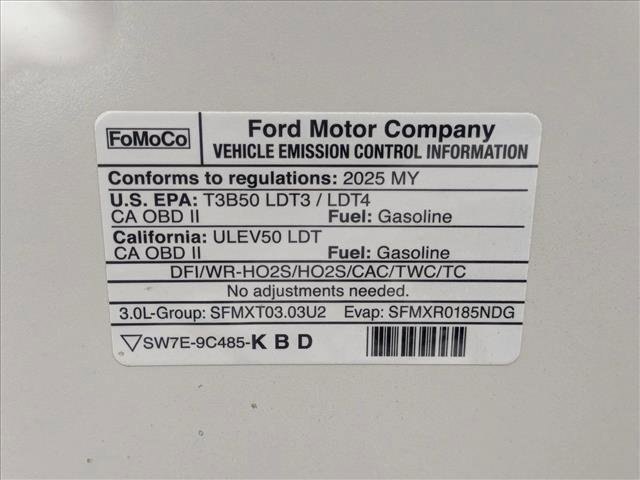 FoMoCo
Ford Motor Company
VEHICLE EMISSION CONTROL INFORMATION
Conforms to regulations: 2025 MY
U.S. EPA: T3B50 LDT3 / LDT4
CA OBD II Fuel: Gasoline
California: ULEV50 LDT
CA OBD II Fuel: Gasoline
DFI/WR-HO2S/HO2S/CAC/TWC/TC
No adjustments needed.
3.0L-Group: SFMXT03.03U2 Evap: SFMXR0185NDG
SW7E-9C485-K B D